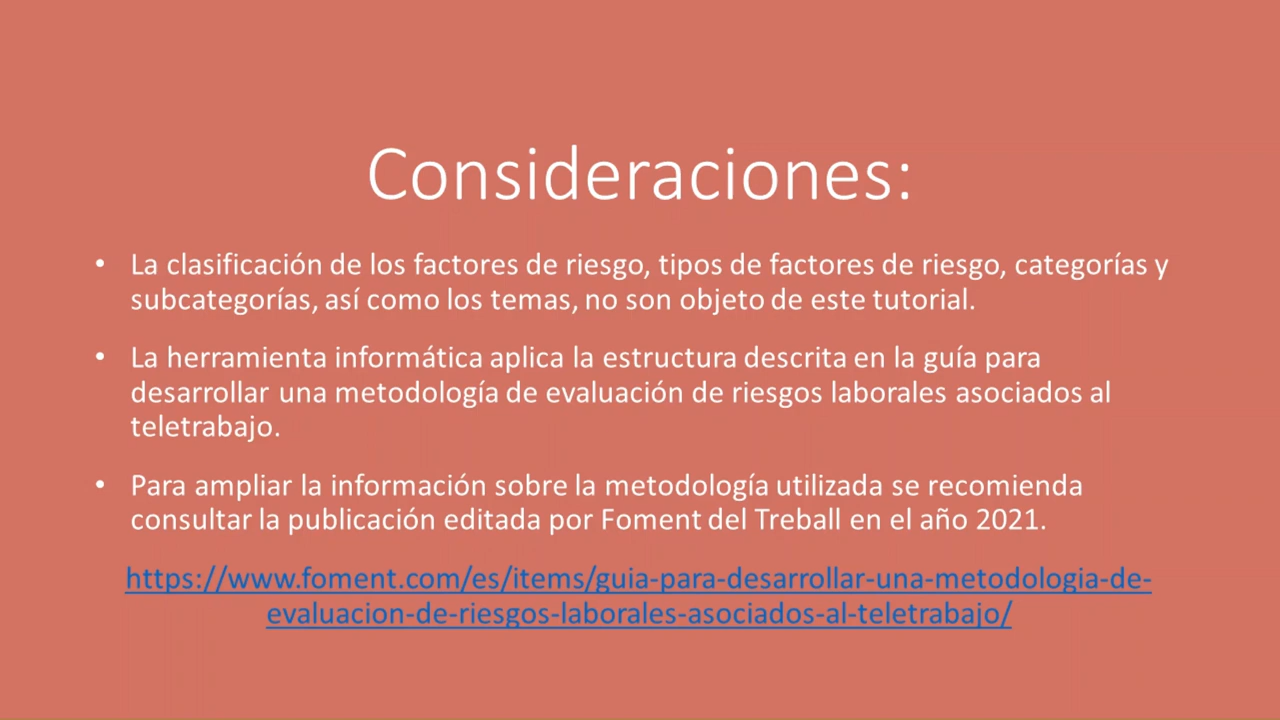 Consideraciones:
• La clasificación de los factores de riesgo, tipos de factores de riesgo, categorías y
subcategorías, así como los temas, no son objeto de este tutorial.
• La herramienta informática aplica la estructura descrita en la guía para
desarrollar una metodología de evaluación de riesgos laborales asociados al
teletrabajo.
• Para ampliar la información sobre la metodología utilizada se recomienda
consultar la publicación editada por Foment del Treball en el año 2021.
https://www.foment.com/es/items/guia-para-desarrollar-una-metodologia-de-
evaluacion-de-riesgos-laborales-asociados-al-teletrabajo/